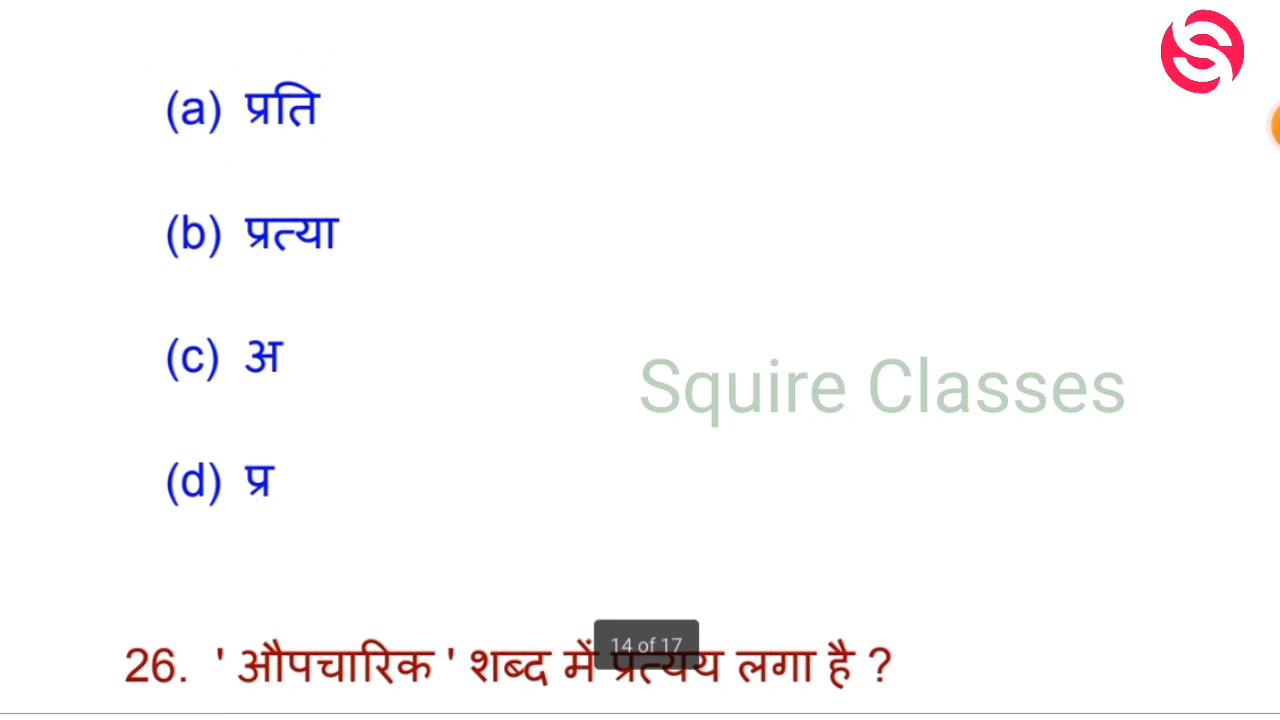 (a) प्रति
(b) प्रत्या
(c) अ
Squire Classes
(d) प्र
14 of 17
26. ' औपचारिक ' शब्द में प्रत्यय लगा है ?